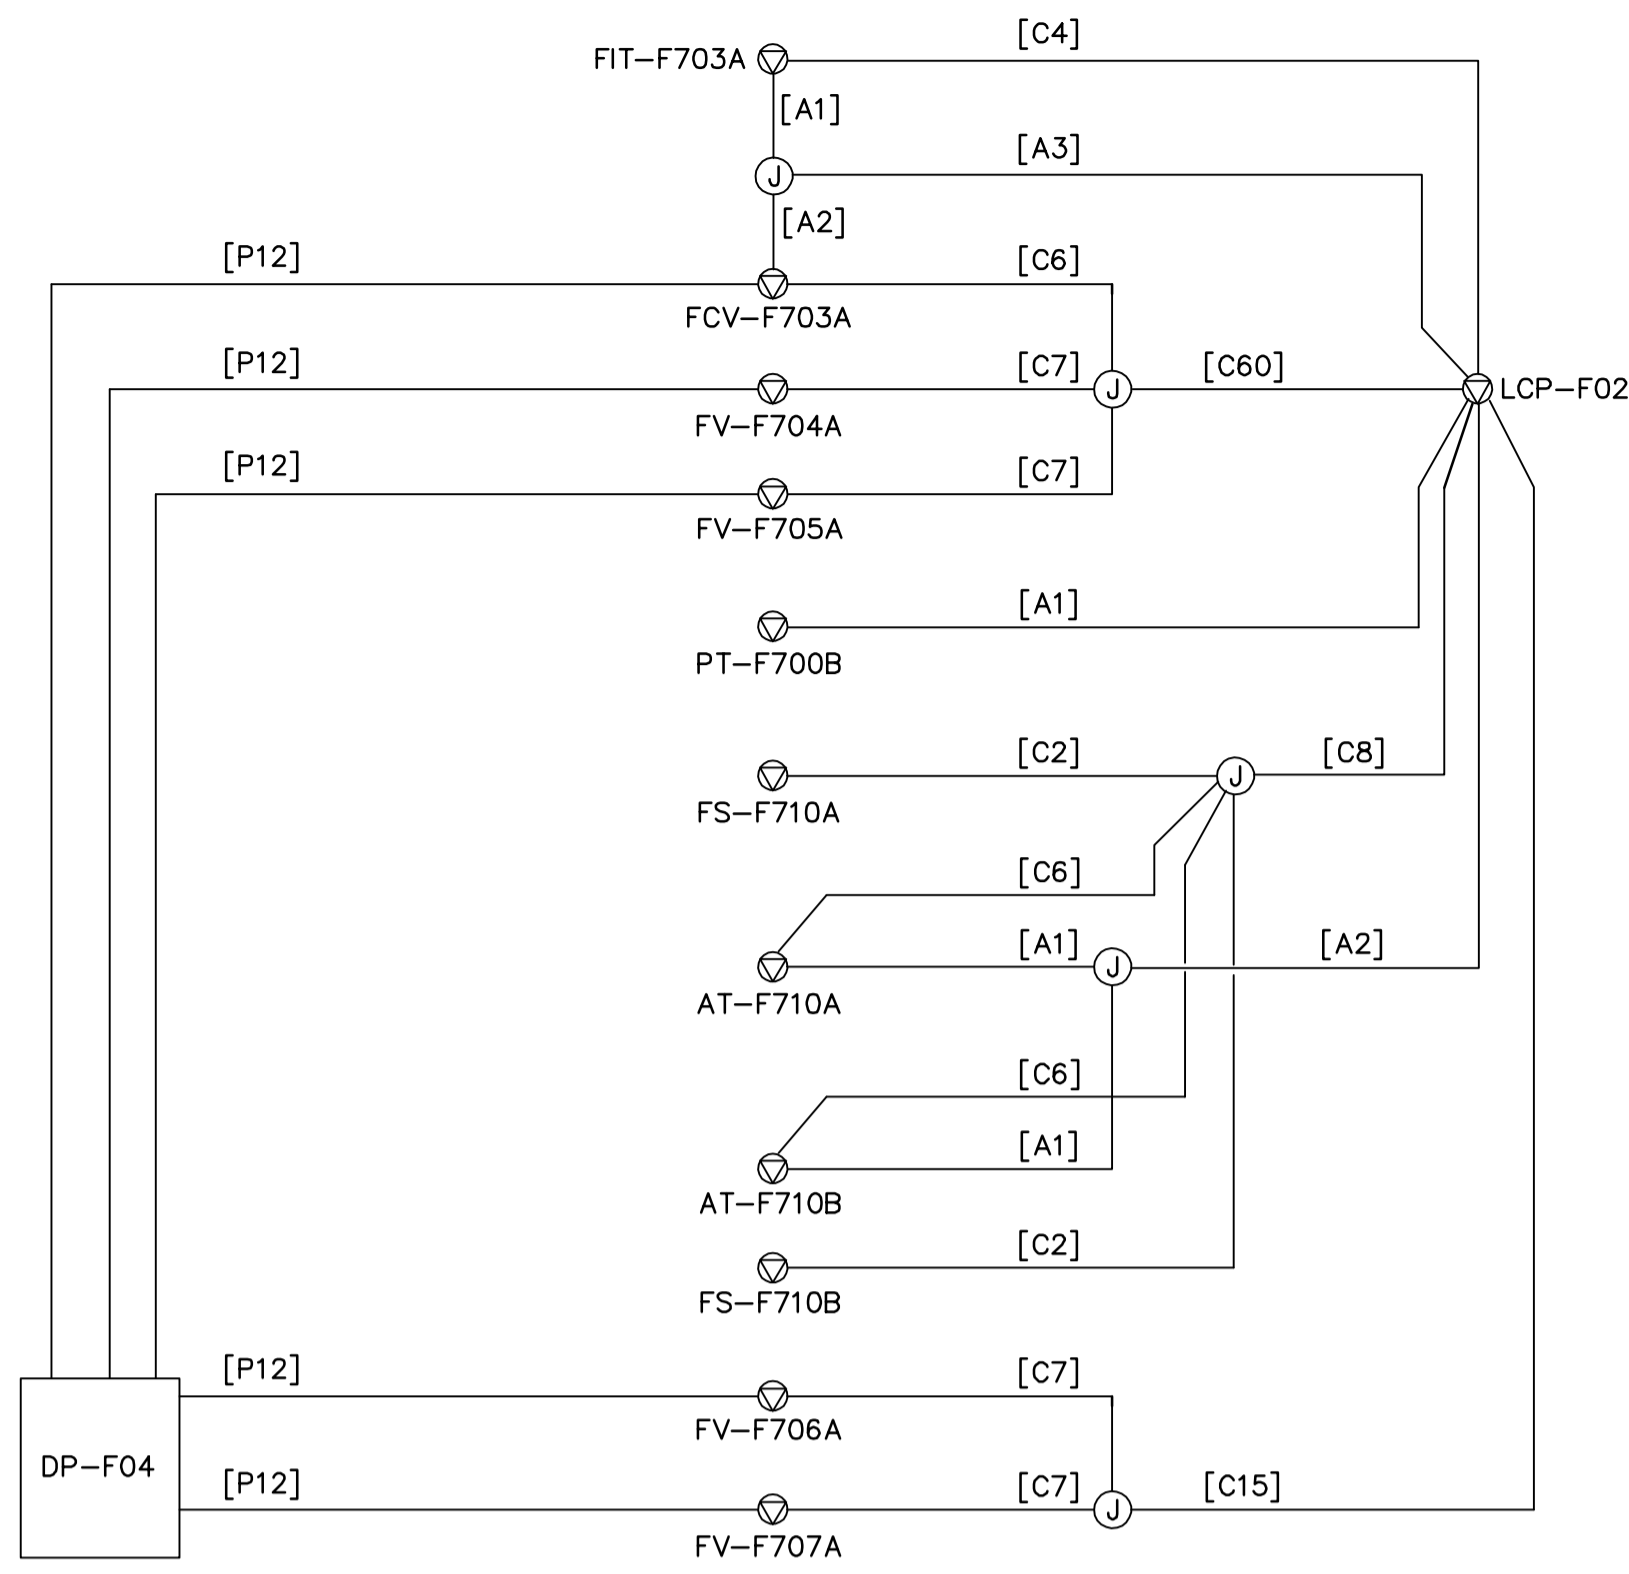 [C4]
FIT-F703A
[A1]
[A3]
J
[A2]
[P12]
[C6]
FCV-F703A
[P12]
[C7]
[C60]
J
LCP-F02
FV-F704A
[P12]
[C7]
FV-F705A
[A1]
PT-F700B
[C2]
[C8]
J
FS-F710A
[C6]
[A1]
[A2]
J
AT-F710A
[C6]
[A1]
AT-F710B
[C2]
FS-F710B
[P12]
[C7]
FV-F706A
DP-F04
[P12]
[C7]
[C15]
J
FV-F707A